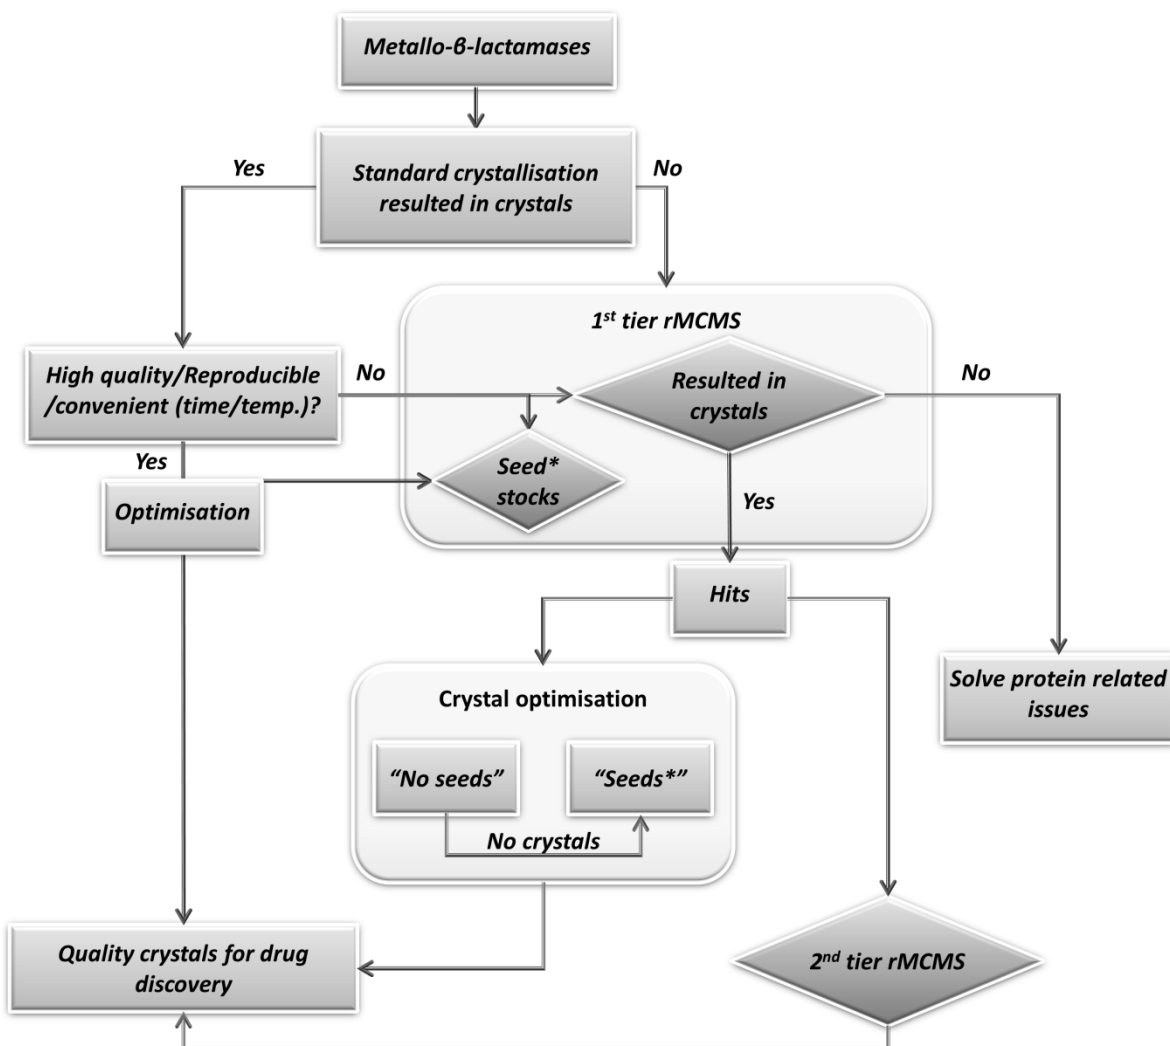 Metallo-β-lactamases
Standard crystallisation
resulted in crystals
Yes
No
1st tier rMCMS
High quality/Reproducible
/convenient (time/temp.)?
No
Resulted in
crystals
No
Yes
Seed*
stocks
Yes
Optimisation
Hits
Solve protein related
issues
Crystal optimisation
“No seeds”
“Seeds*”
No crystals
Quality crystals for drug
discovery
2nd tier rMCMS